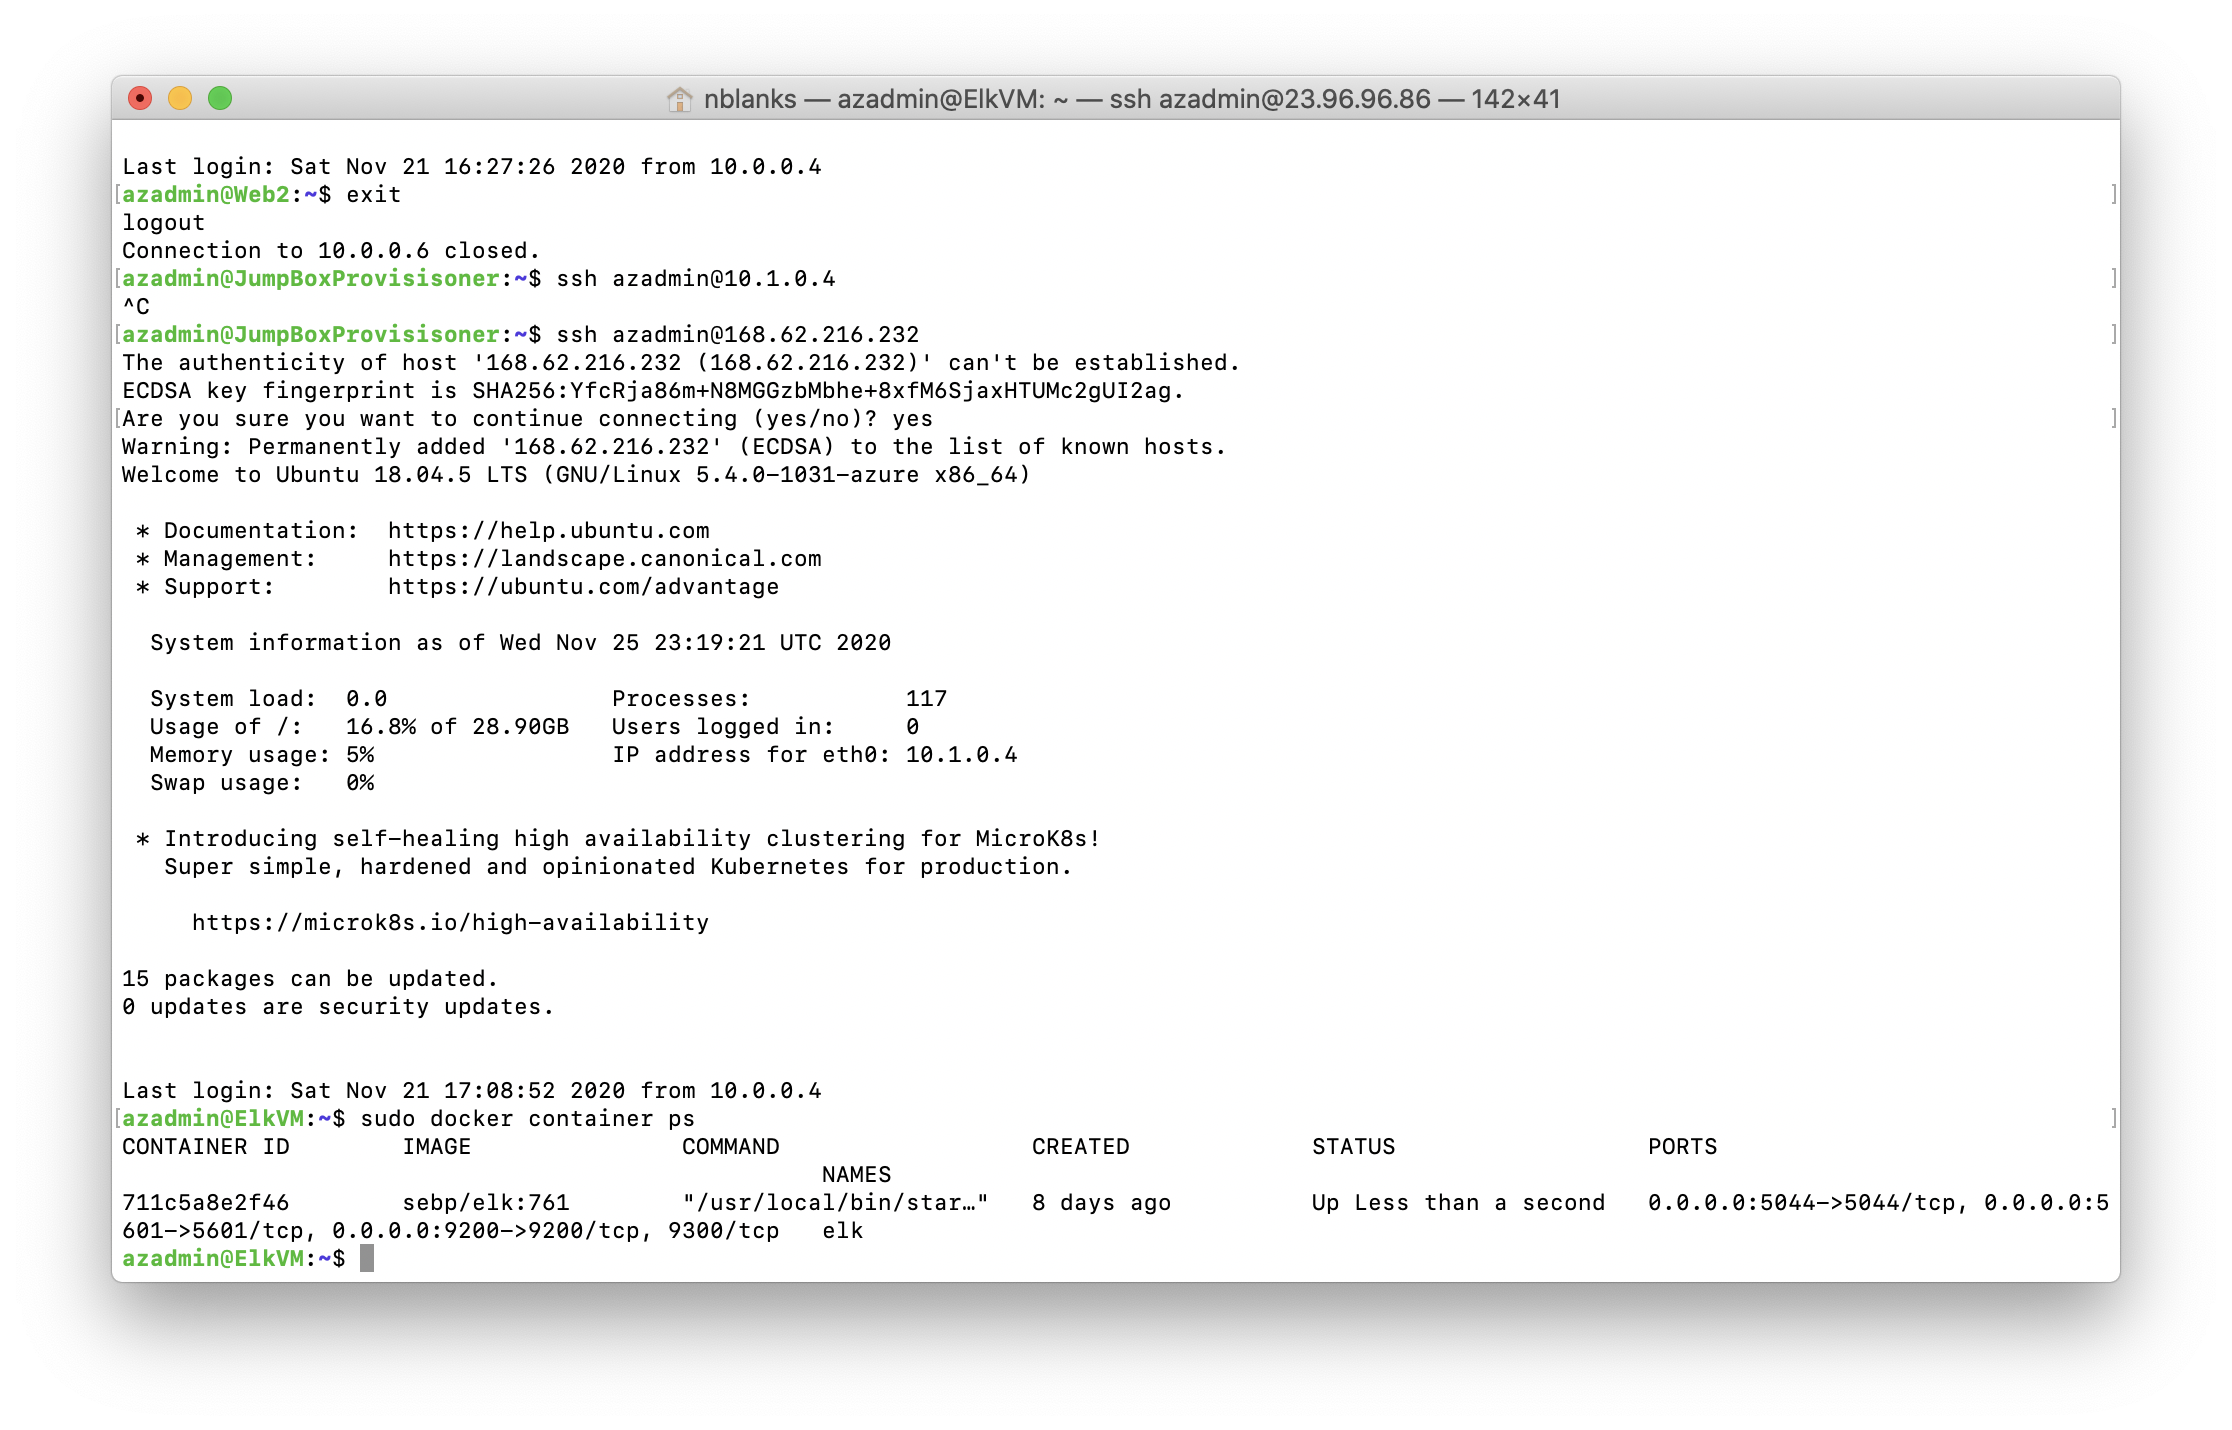 nblanks — azadmin@ElkVM: ~ — ssh azadmin@23.96.96.86 — 142×41
Last login: Sat Nov 21 16:27:26 2020 from 10.0.0.4
[azadmin@Web2:~$ exit ]
logout
Connection to 10.0.0.6 closed.
[azadmin@JumpBoxProvisisoner:~$ ssh azadmin@10.1.0.4 ]
^C
[azadmin@JumpBoxProvisisoner:~$ ssh azadmin@168.62.216.232 ]
The authenticity of host '168.62.216.232 (168.62.216.232)' can't be established.
ECDSA key fingerprint is SHA256:YfcRja86m+N8MGGzbMbhe+8xfM6SjaxHTUMc2gUI2ag.
[Are you sure you want to continue connecting (yes/no)? yes ]
Warning: Permanently added '168.62.216.232' (ECDSA) to the list of known hosts.
Welcome to Ubuntu 18.04.5 LTS (GNU/Linux 5.4.0-1031-azure x86_64)
 * Documentation:  https://help.ubuntu.com
 * Management:     https://landscape.canonical.com
 * Support:        https://ubuntu.com/advantage
  System information as of Wed Nov 25 23:19:21 UTC 2020
  System load:  0.0                Processes:           117
  Usage of /:   16.8% of 28.90GB   Users logged in:     0
  Memory usage: 5%                 IP address for eth0: 10.1.0.4
  Swap usage:   0%
 * Introducing self-healing high availability clustering for MicroK8s!
   Super simple, hardened and opinionated Kubernetes for production.
     https://microk8s.io/high-availability
15 packages can be updated.
0 updates are security updates.
Last login: Sat Nov 21 17:08:52 2020 from 10.0.0.4
[azadmin@ElkVM:~$ sudo docker container ps ]
CONTAINER ID        IMAGE               COMMAND                  CREATED             STATUS                  PORTS
                                                  NAMES
711c5a8e2f46        sebp/elk:761        "/usr/local/bin/star…"   8 days ago          Up Less than a second   0.0.0.0:5044->5044/tcp, 0.0.0.0:5
601->5601/tcp, 0.0.0.0:9200->9200/tcp, 9300/tcp   elk
azadmin@ElkVM:~$